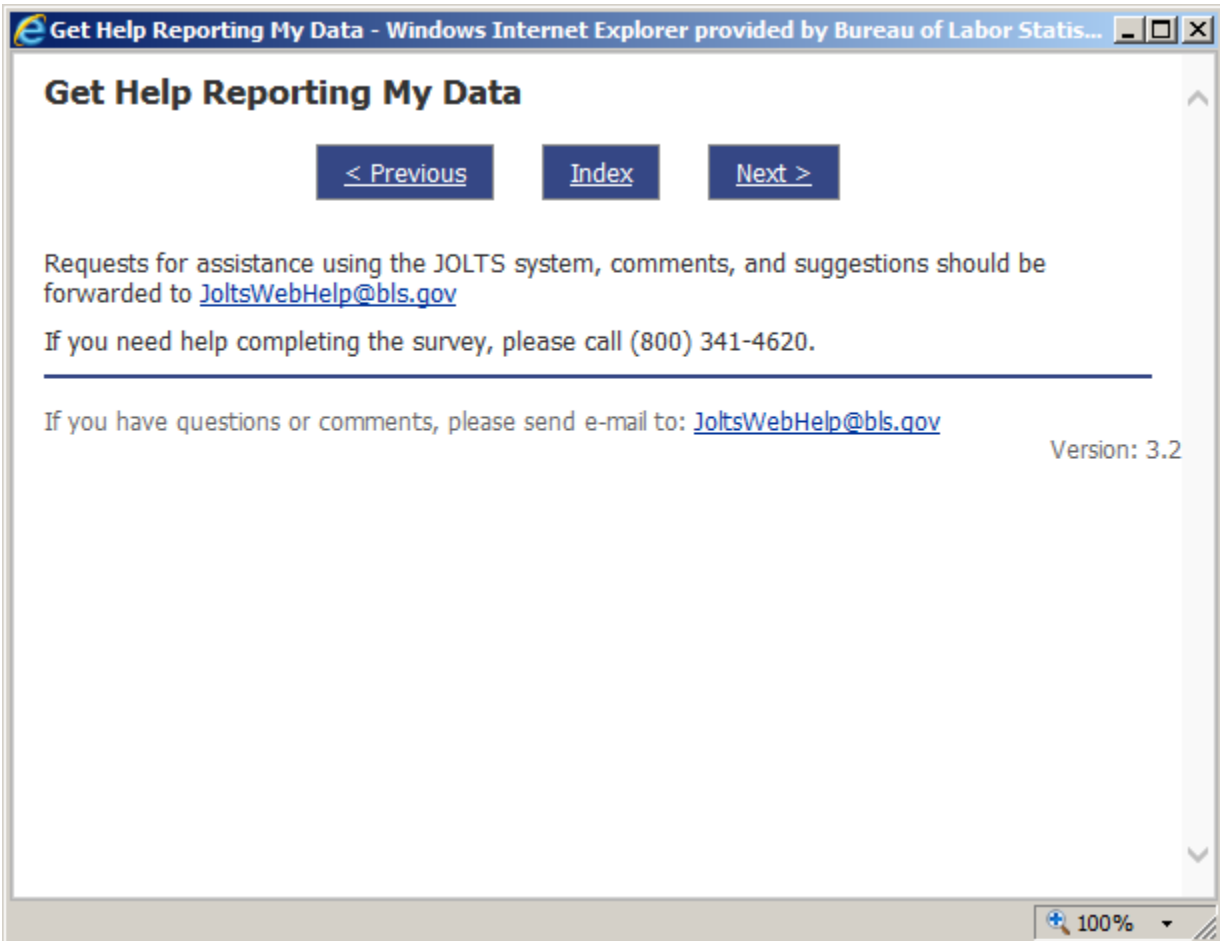 Get Help Reporting My Data - Windows Internet Explorer provided by Bureau of Labor Statis...
Get Help Reporting My Data
< Previous Index Next >
Requests for assistance using the JOLTS system, comments, and suggestions should be
forwarded to JoltsWebHelp@bls.gov
If you need help completing the survey, please call (800) 341-4620.
If you have questions or comments, please send e-mail to: JoltsWebHelp@bls.gov
Version: 3.2
100%